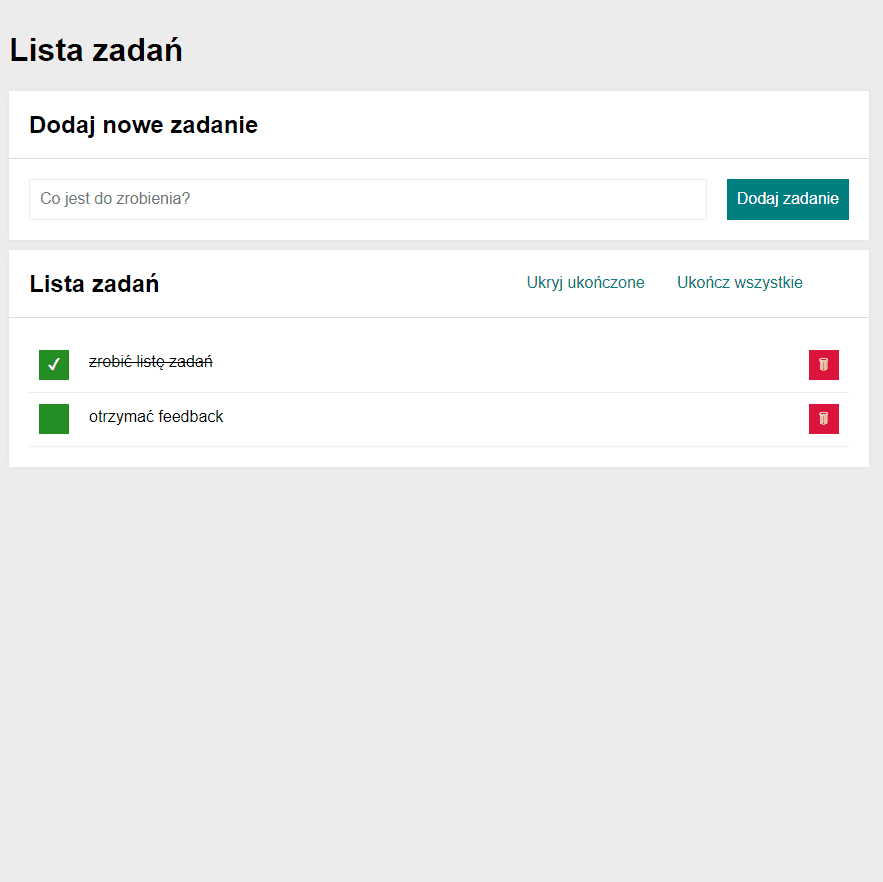 Lista zadań
Dodaj nowe zadanie
Co jest do zrobienia? Dodaj zadanie
Lista zadań Ukryj ukończone Ukończ wszystkie
zrobić listę zadań
otrzymać feedback